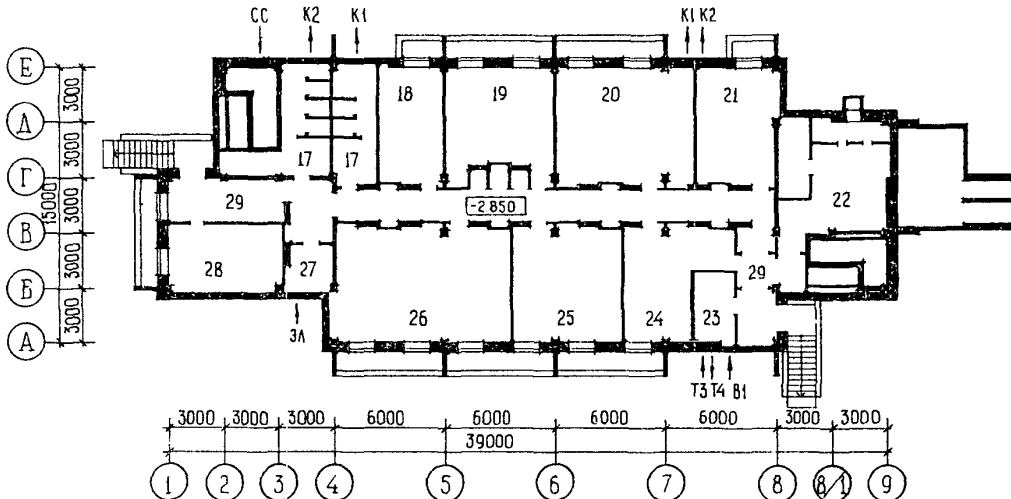 СС К2 К1 К1 К2
Е
Д
Г
В
Б
А
3000
3000
3000
3000
3000
15000
18 19 20 21
17 17
22
29
-2.850
28 27
29
26 25 24 23
ЭЛ
Т3 Т4 В1
3000 3000 3000 6000 6000 6000 6000 3000 3000
39000
1 2 3 4 5 6 7 8 8/1 9